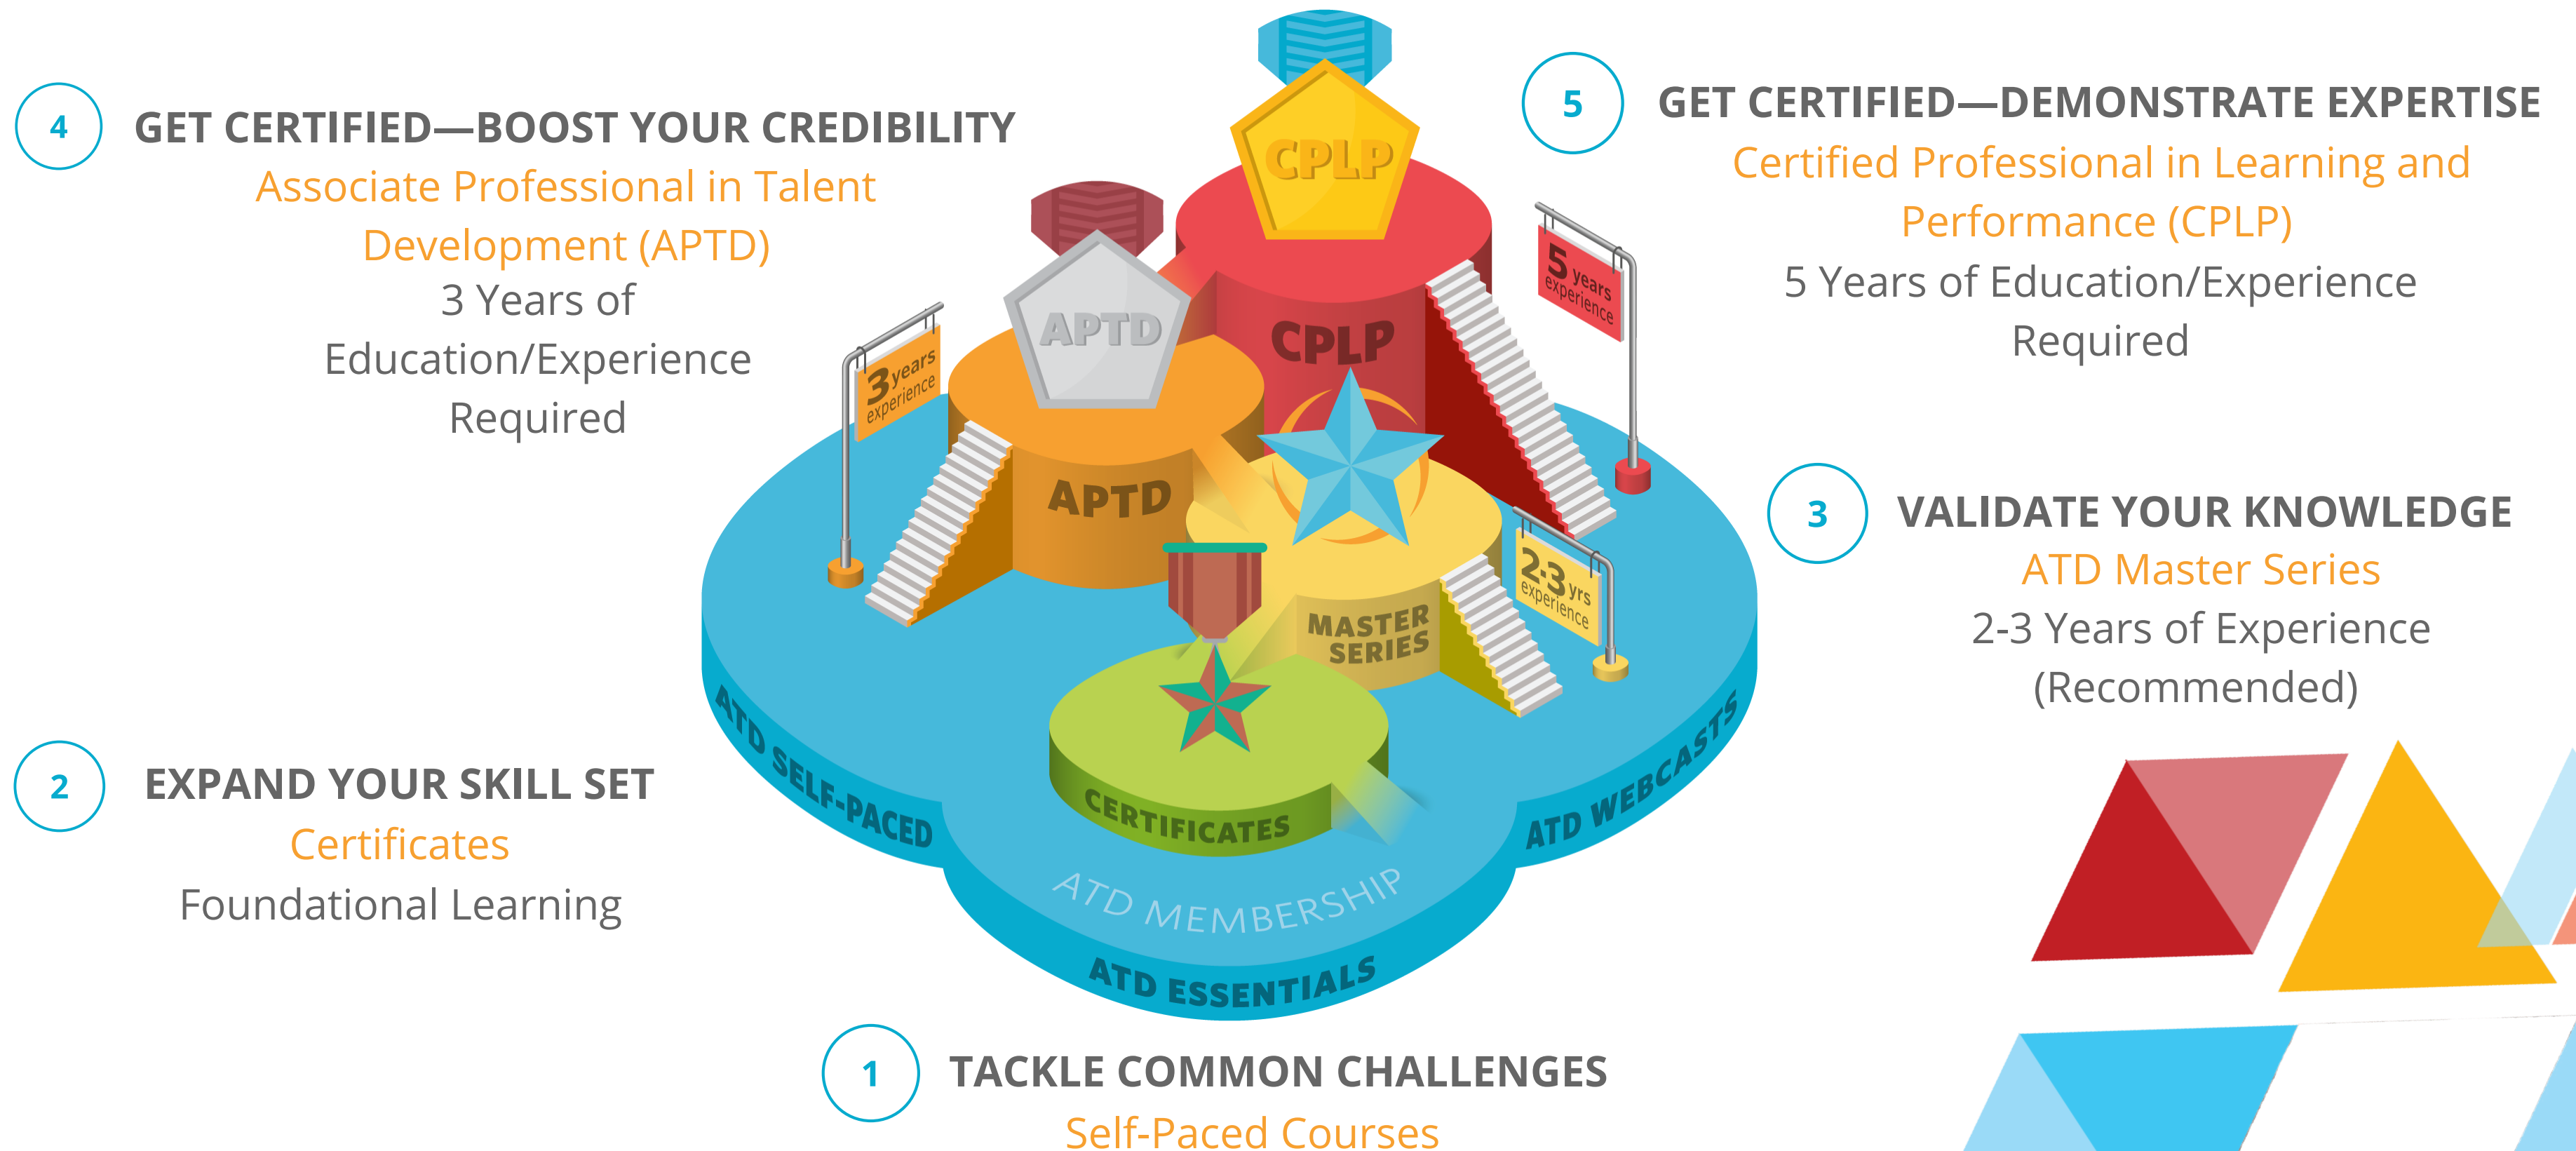 4
GET CERTIFIED—BOOST YOUR CREDIBILITY
Associate Professional in Talent
Development (APTD)
3 Years of
Education/Experience
Required
5
GET CERTIFIED—DEMONSTRATE EXPERTISE
Certified Professional in Learning and
Performance (CPLP)
5 Years of Education/Experience
Required
CPLP
CPLP
5 years
experience
APTD
APTD
3 years
experience
3
VALIDATE YOUR KNOWLEDGE
ATD Master Series
2-3 Years of Experience
(Recommended)
MASTER
SERIES
2-3 yrs
experience
2
EXPAND YOUR SKILL SET
Certificates
Foundational Learning
CERTIFICATES
ATD SELF-PACED
ATD WEBCASTS
ATD MEMBERSHIP
ATD ESSENTIALS
1
TACKLE COMMON CHALLENGES
Self-Paced Courses